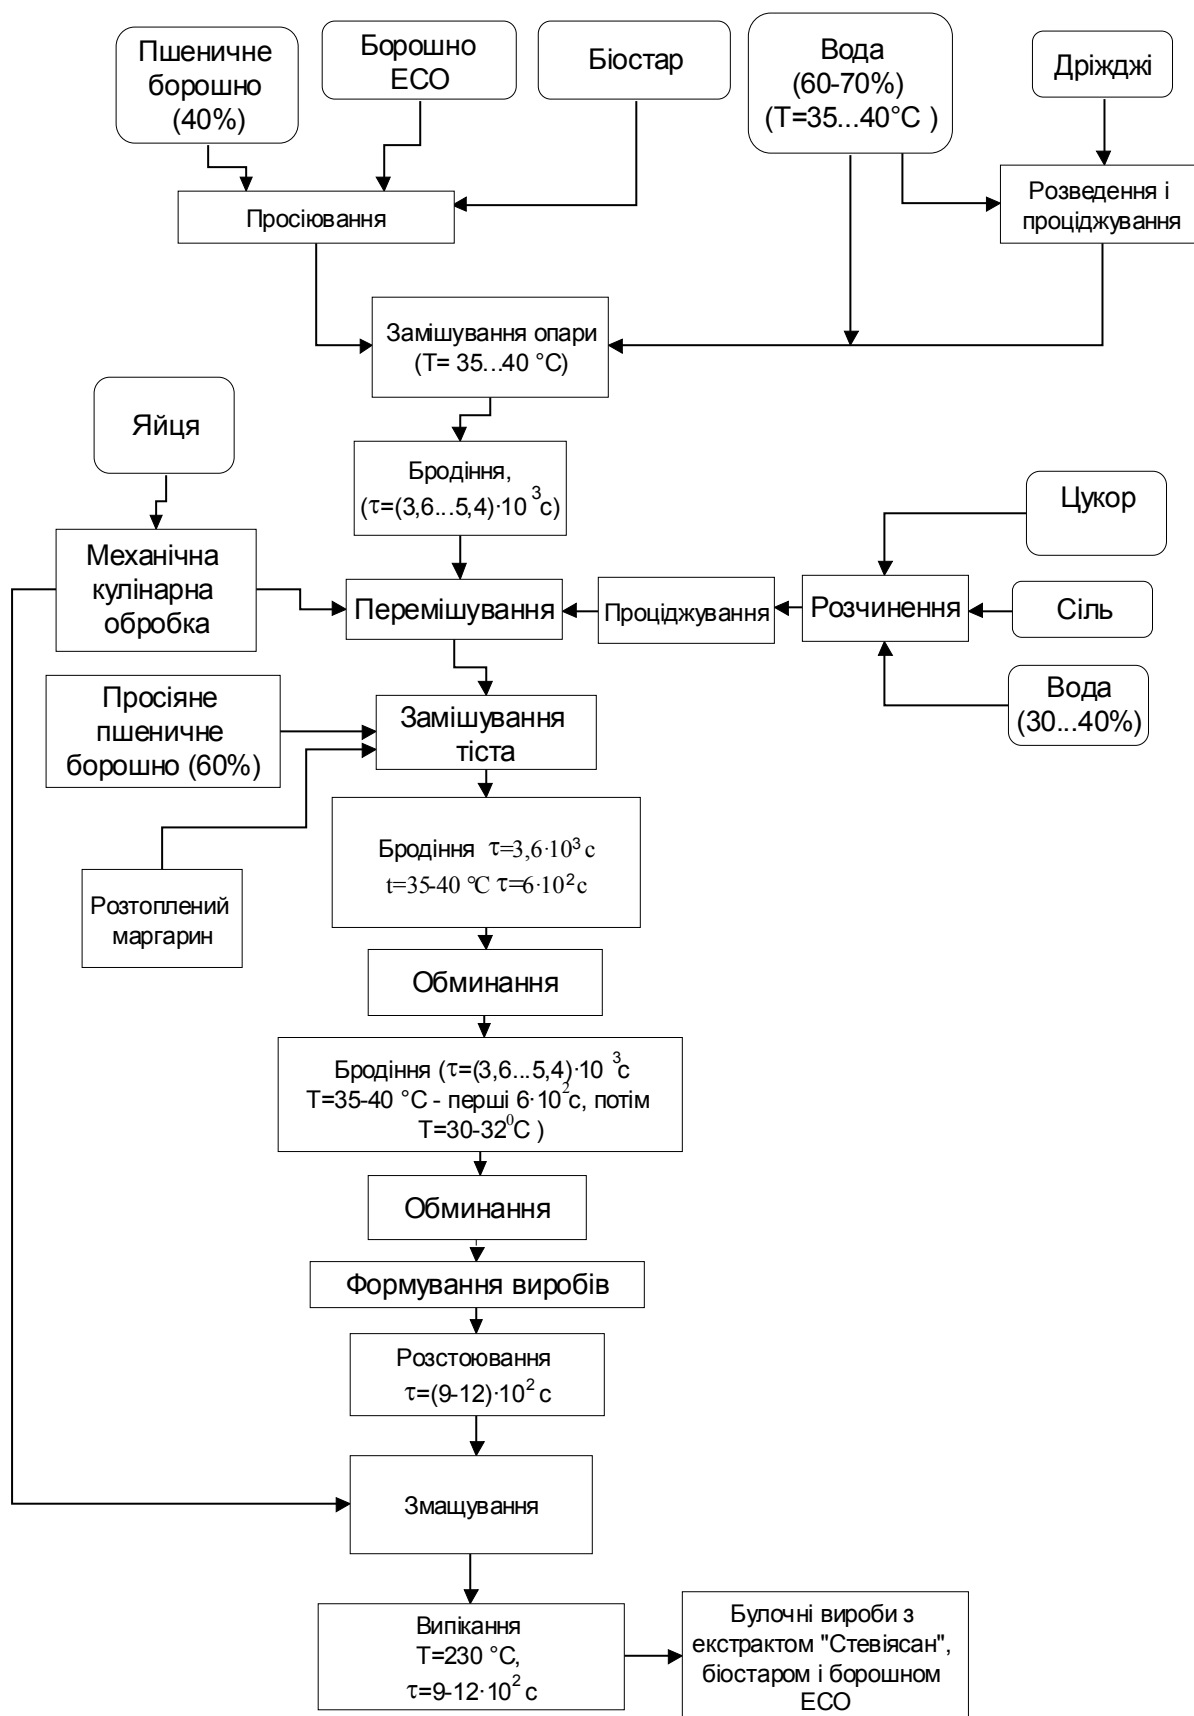 Пшеничне
борошно
(40%)
Борошно
ЕСО
Біостар
Вода
(60-70%)
(Т=35...40°С )
Дріжджі
Просіювання
Розведення і
проціджування
Замішування опари
(Т= 35...40 °С)
Яйця
Бродіння,
(τ=(3,6...5,4)·10 ³с)
Цукор
Механічна
кулінарна
обробка
Перемішування
Проціджування
Розчинення
Сіль
Вода
(30...40%)
Просіяне
пшеничне
борошно (60%)
Замішування
тіста
Бродіння τ=3,6·10³ с
t=35-40 °С τ=6·10² с
Розтоплений
маргарин
Обминання
Бродіння (τ=(3,6...5,4)·10 ³с
Т=35-40 °С - перші 6·10²с, потім
Т=30-32⁰С )
Обминання
Формування виробів
Розстоювання
τ=(9-12)·10² с
Змащування
Випікання
Т=230 °С,
τ=9-12·10² с
Булочні вироби з
екстрактом "Стевіясан",
біостаром і борошном
ЕСО